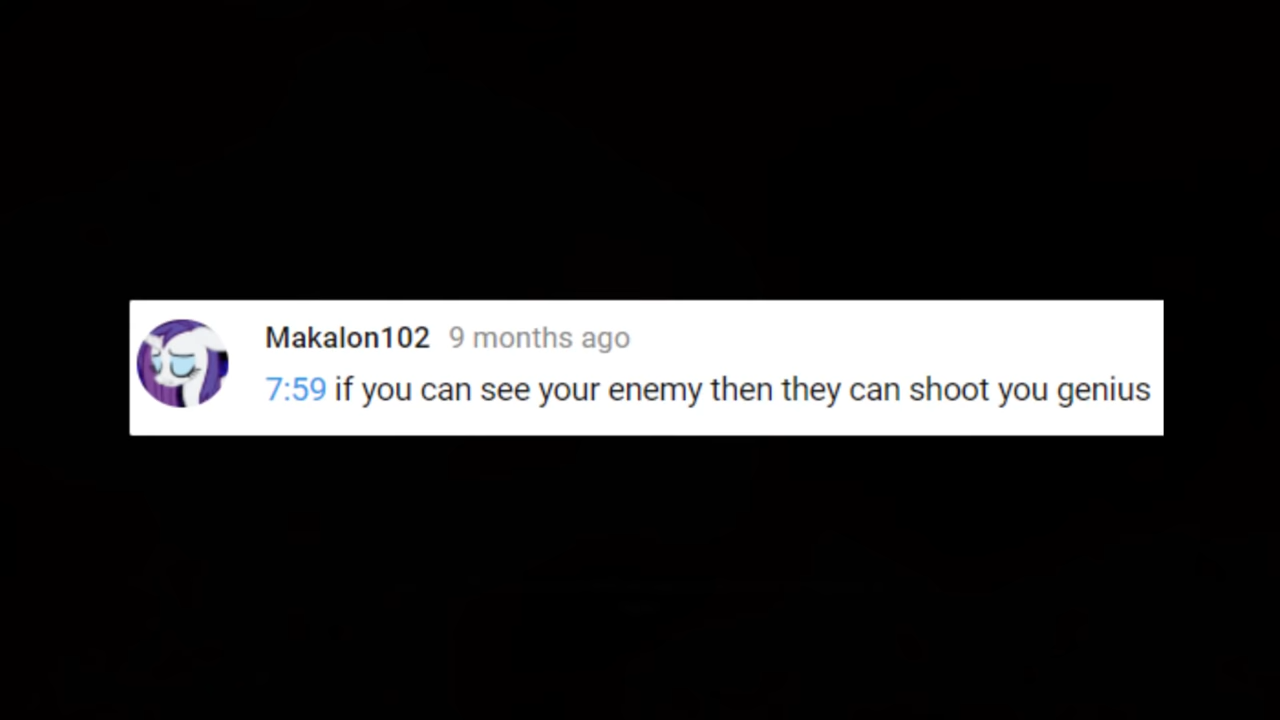 Makalon102 9 months ago
7:59 if you can see your enemy then they can shoot you genius